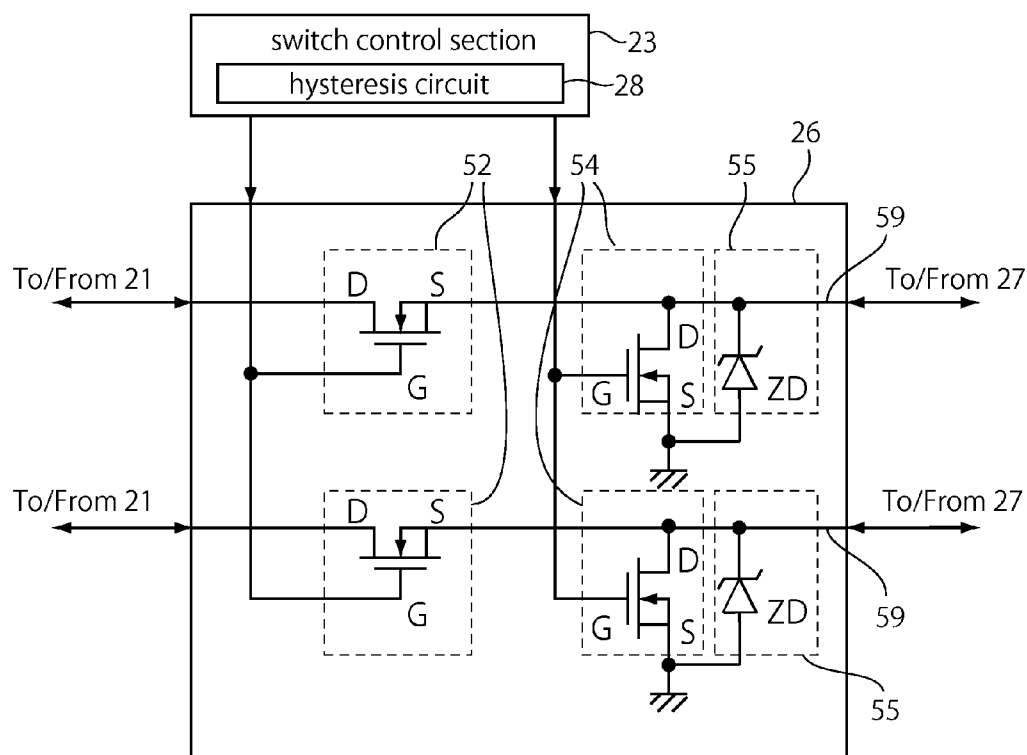 switch control section
23
hysteresis circuit
28
26
52
54
55
59
To/From 21
To/From 27
D
S
G
D
G
S
ZD
To/From 21
To/From 27
D
S
G
D
G
S
ZD
59
55